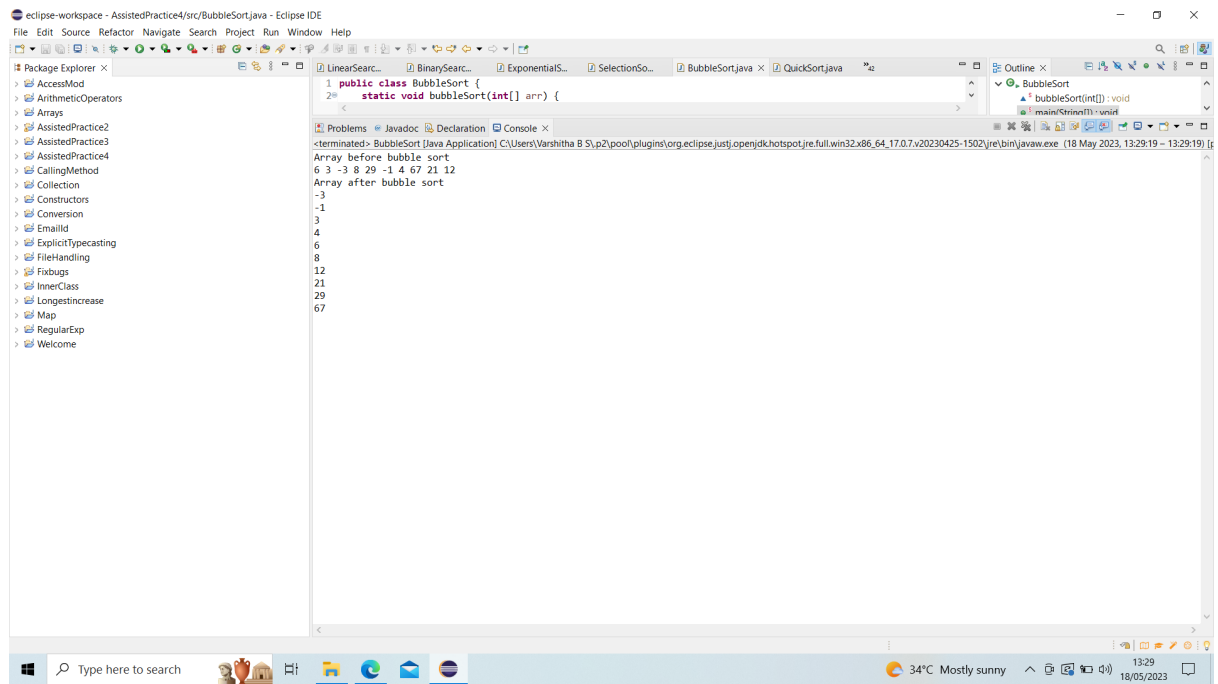 eclipse-workspace - AssistedPractice4/src/BubbleSort.java - Eclipse IDE
File Edit Source Refactor Navigate Search Project Run Window Help
Package Explorer
AccessMod
ArithmeticOperators
Arrays
AssistedPractice2
AssistedPractice3
AssistedPractice4
CallingMethod
Collection
Constructors
Conversion
EmailId
ExplicitTypecasting
FileHandling
Fixbugs
InnerClass
Longestincrease
Map
RegularExp
Welcome
LinearSearc... BinarySearc... ExponentialS... SelectionSo... BubbleSort.java QuickSort.java »42
1 public class BubbleSort {
2 static void bubbleSort(int[] arr) {
Outline
BubbleSort
bubbleSort(int[]) : void
main(String[]) : void
Problems Javadoc Declaration Console
<terminated> BubbleSort [Java Application] C:\Users\Varshitha B S\.p2\pool\plugins\org.eclipse.justj.openjdk.hotspot.jre.full.win32.x86_64_17.0.7.v20230425-1502\jre\bin\javaw.exe (18 May 2023, 13:29:19 – 13:29:19) [p
Array before bubble sort
6 3 -3 8 29 -1 4 67 21 12
Array after bubble sort
-3
-1
3
4
6
8
12
21
29
67
Type here to search
34°C Mostly sunny
13:29
18/05/2023